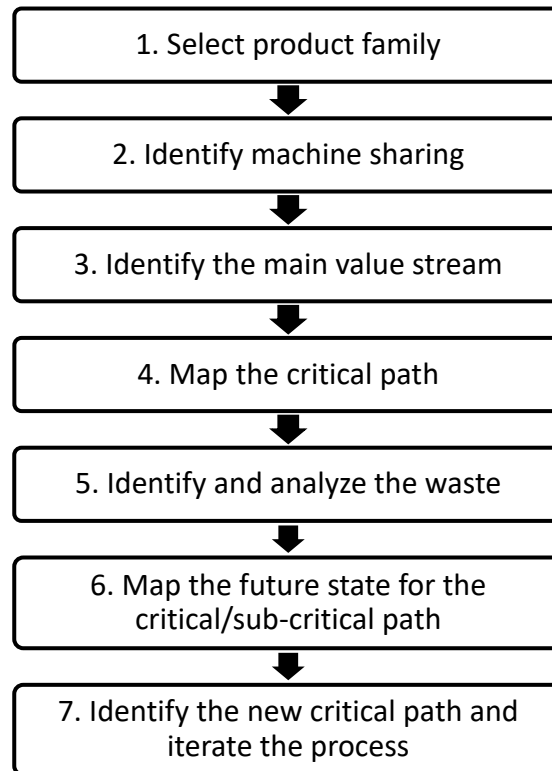 1. Select product family
2. Identify machine sharing
3. Identify the main value stream
4. Map the critical path
5. Identify and analyze the waste
6. Map the future state for the
critical/sub-critical path
7. Identify the new critical path and
iterate the process